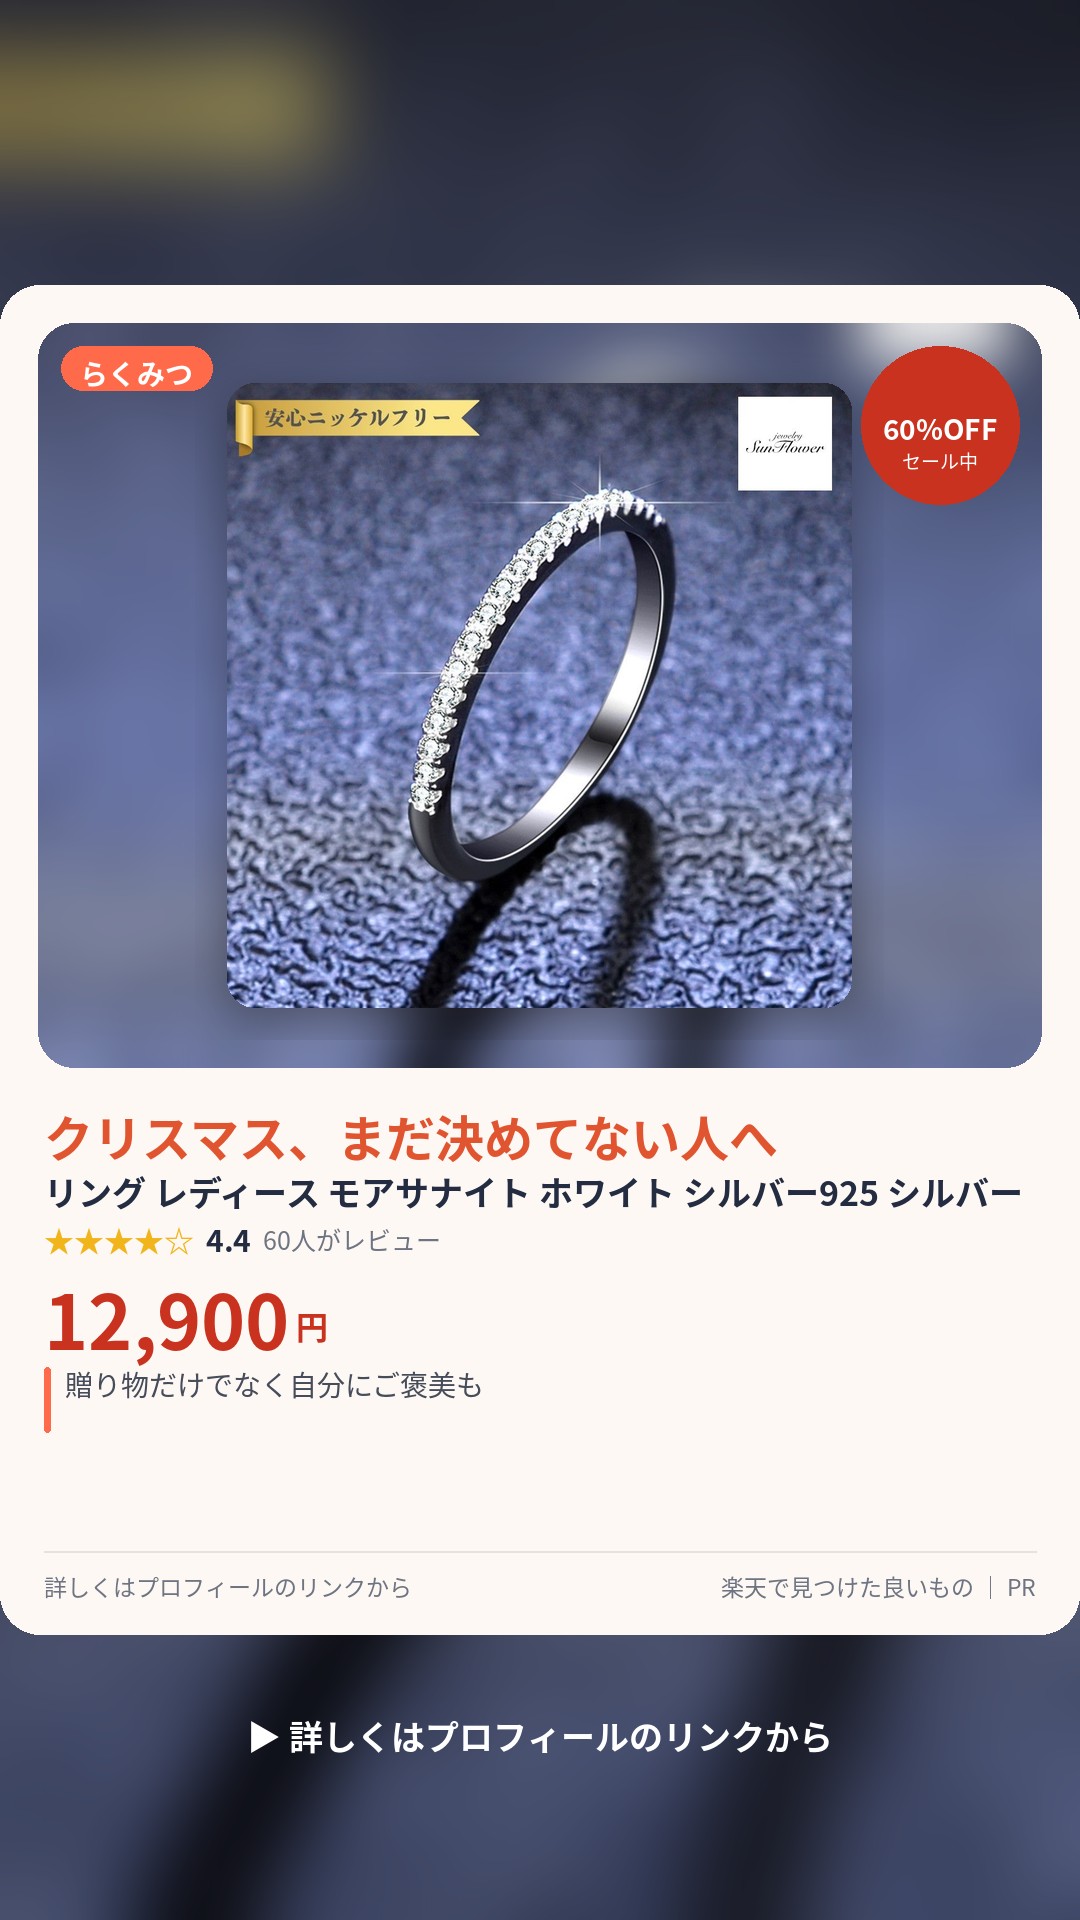 らくみつ
安心ニッケルフリー
jewelry
SunFlower
60%OFF
セール中
クリスマス、まだ決めてない人へ
リング レディース モアサナイト ホワイト シルバー925 シルバー
★★★★☆ 4.4 60人がレビュー
12,900円
贈り物だけでなく自分にご褒美も
詳しくはプロフィールのリンクから
楽天で見つけた良いもの｜PR
▶ 詳しくはプロフィールのリンクから